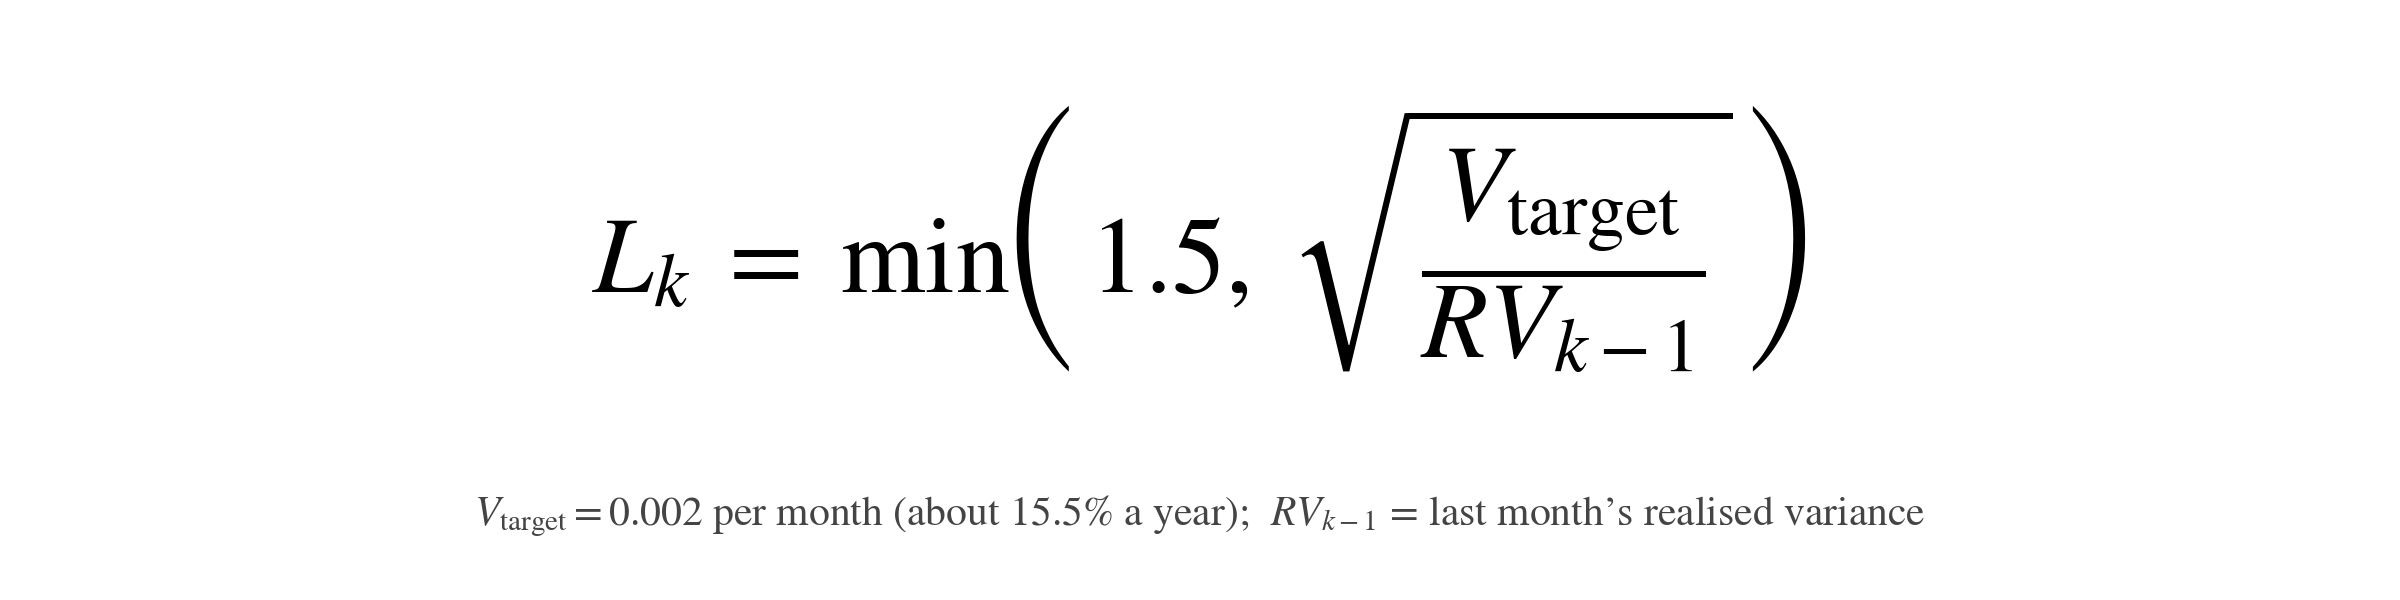 L_k = min( 1.5, √(V_target / RV_{k−1}) )
V_target = 0.002 per month (about 15.5% a year); RV_{k−1} = last month’s realised variance